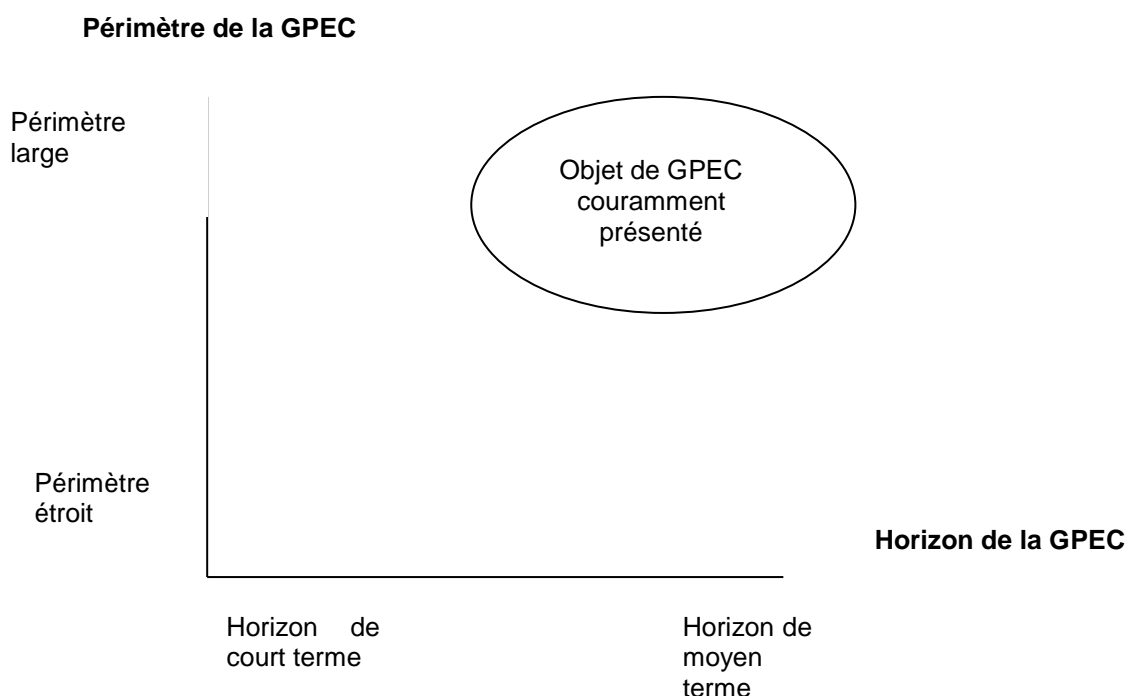 Périmètre de la GPEC
Périmètre
large
Objet de GPEC
couramment
présenté
Périmètre
étroit
Horizon de la GPEC
Horizon de
court terme
Horizon de
moyen
terme